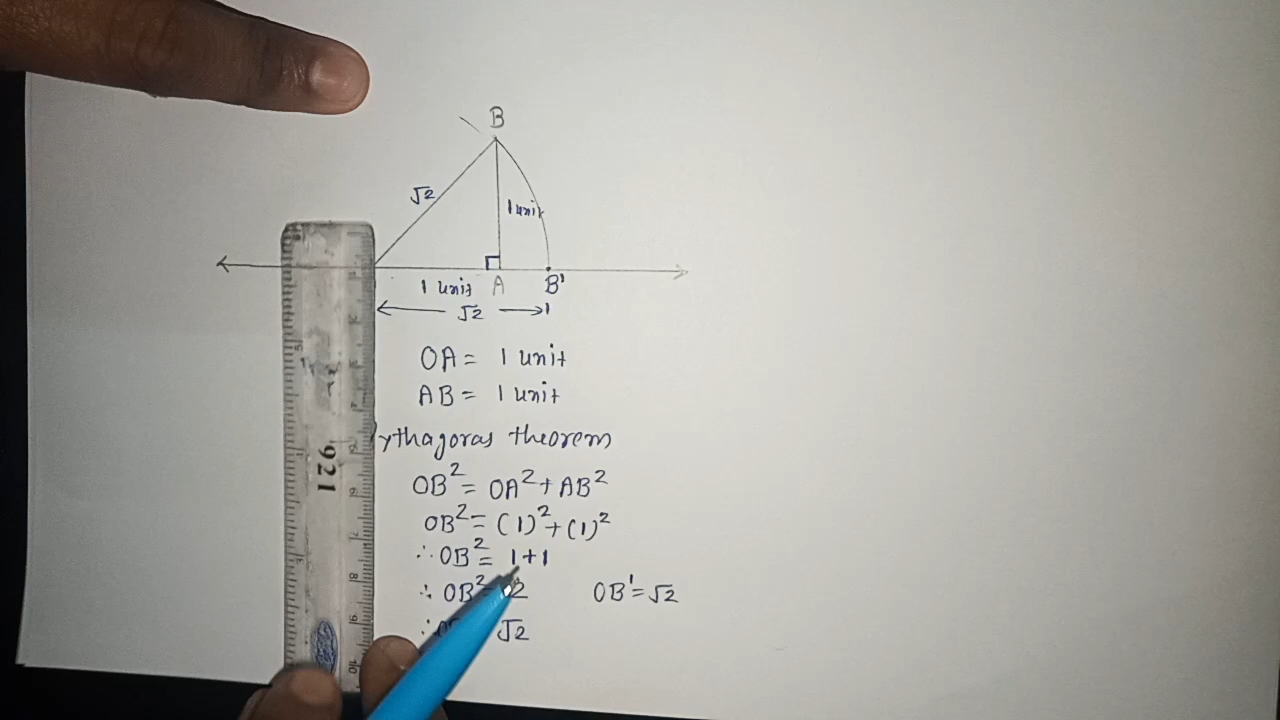 B
√2
1 unit
1 unit A B'
√2
OA = 1 unit
AB = 1 unit
ythagoras theorem
OB² = OA² + AB²
OB² = (1)² + (1)²
∴ OB² = 1+1
∴ OB² = 2 OB' = √2
∴ √2
921